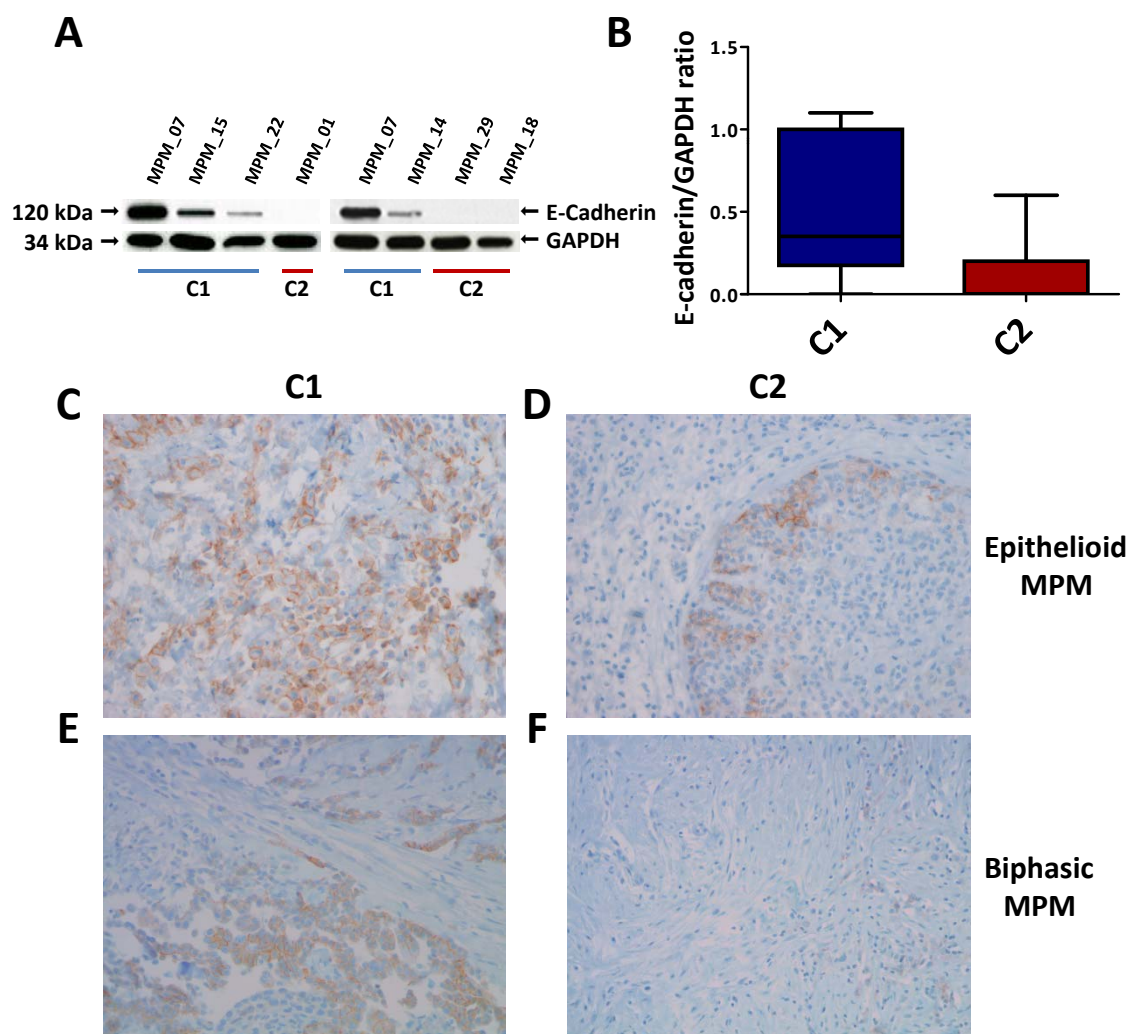 A
MPM_07
MPM_15
MPM_22
MPM_01
MPM_07
MPM_14
MPM_29
MPM_18
120 kDa
E-Cadherin
34 kDa
GAPDH
C1
C2
C1
C2
B
E-cadherin/GAPDH ratio
1.5
1.0
0.5
0.0
C1
C2
C1
C2
C
D
Epithelioid
MPM
E
F
Biphasic
MPM